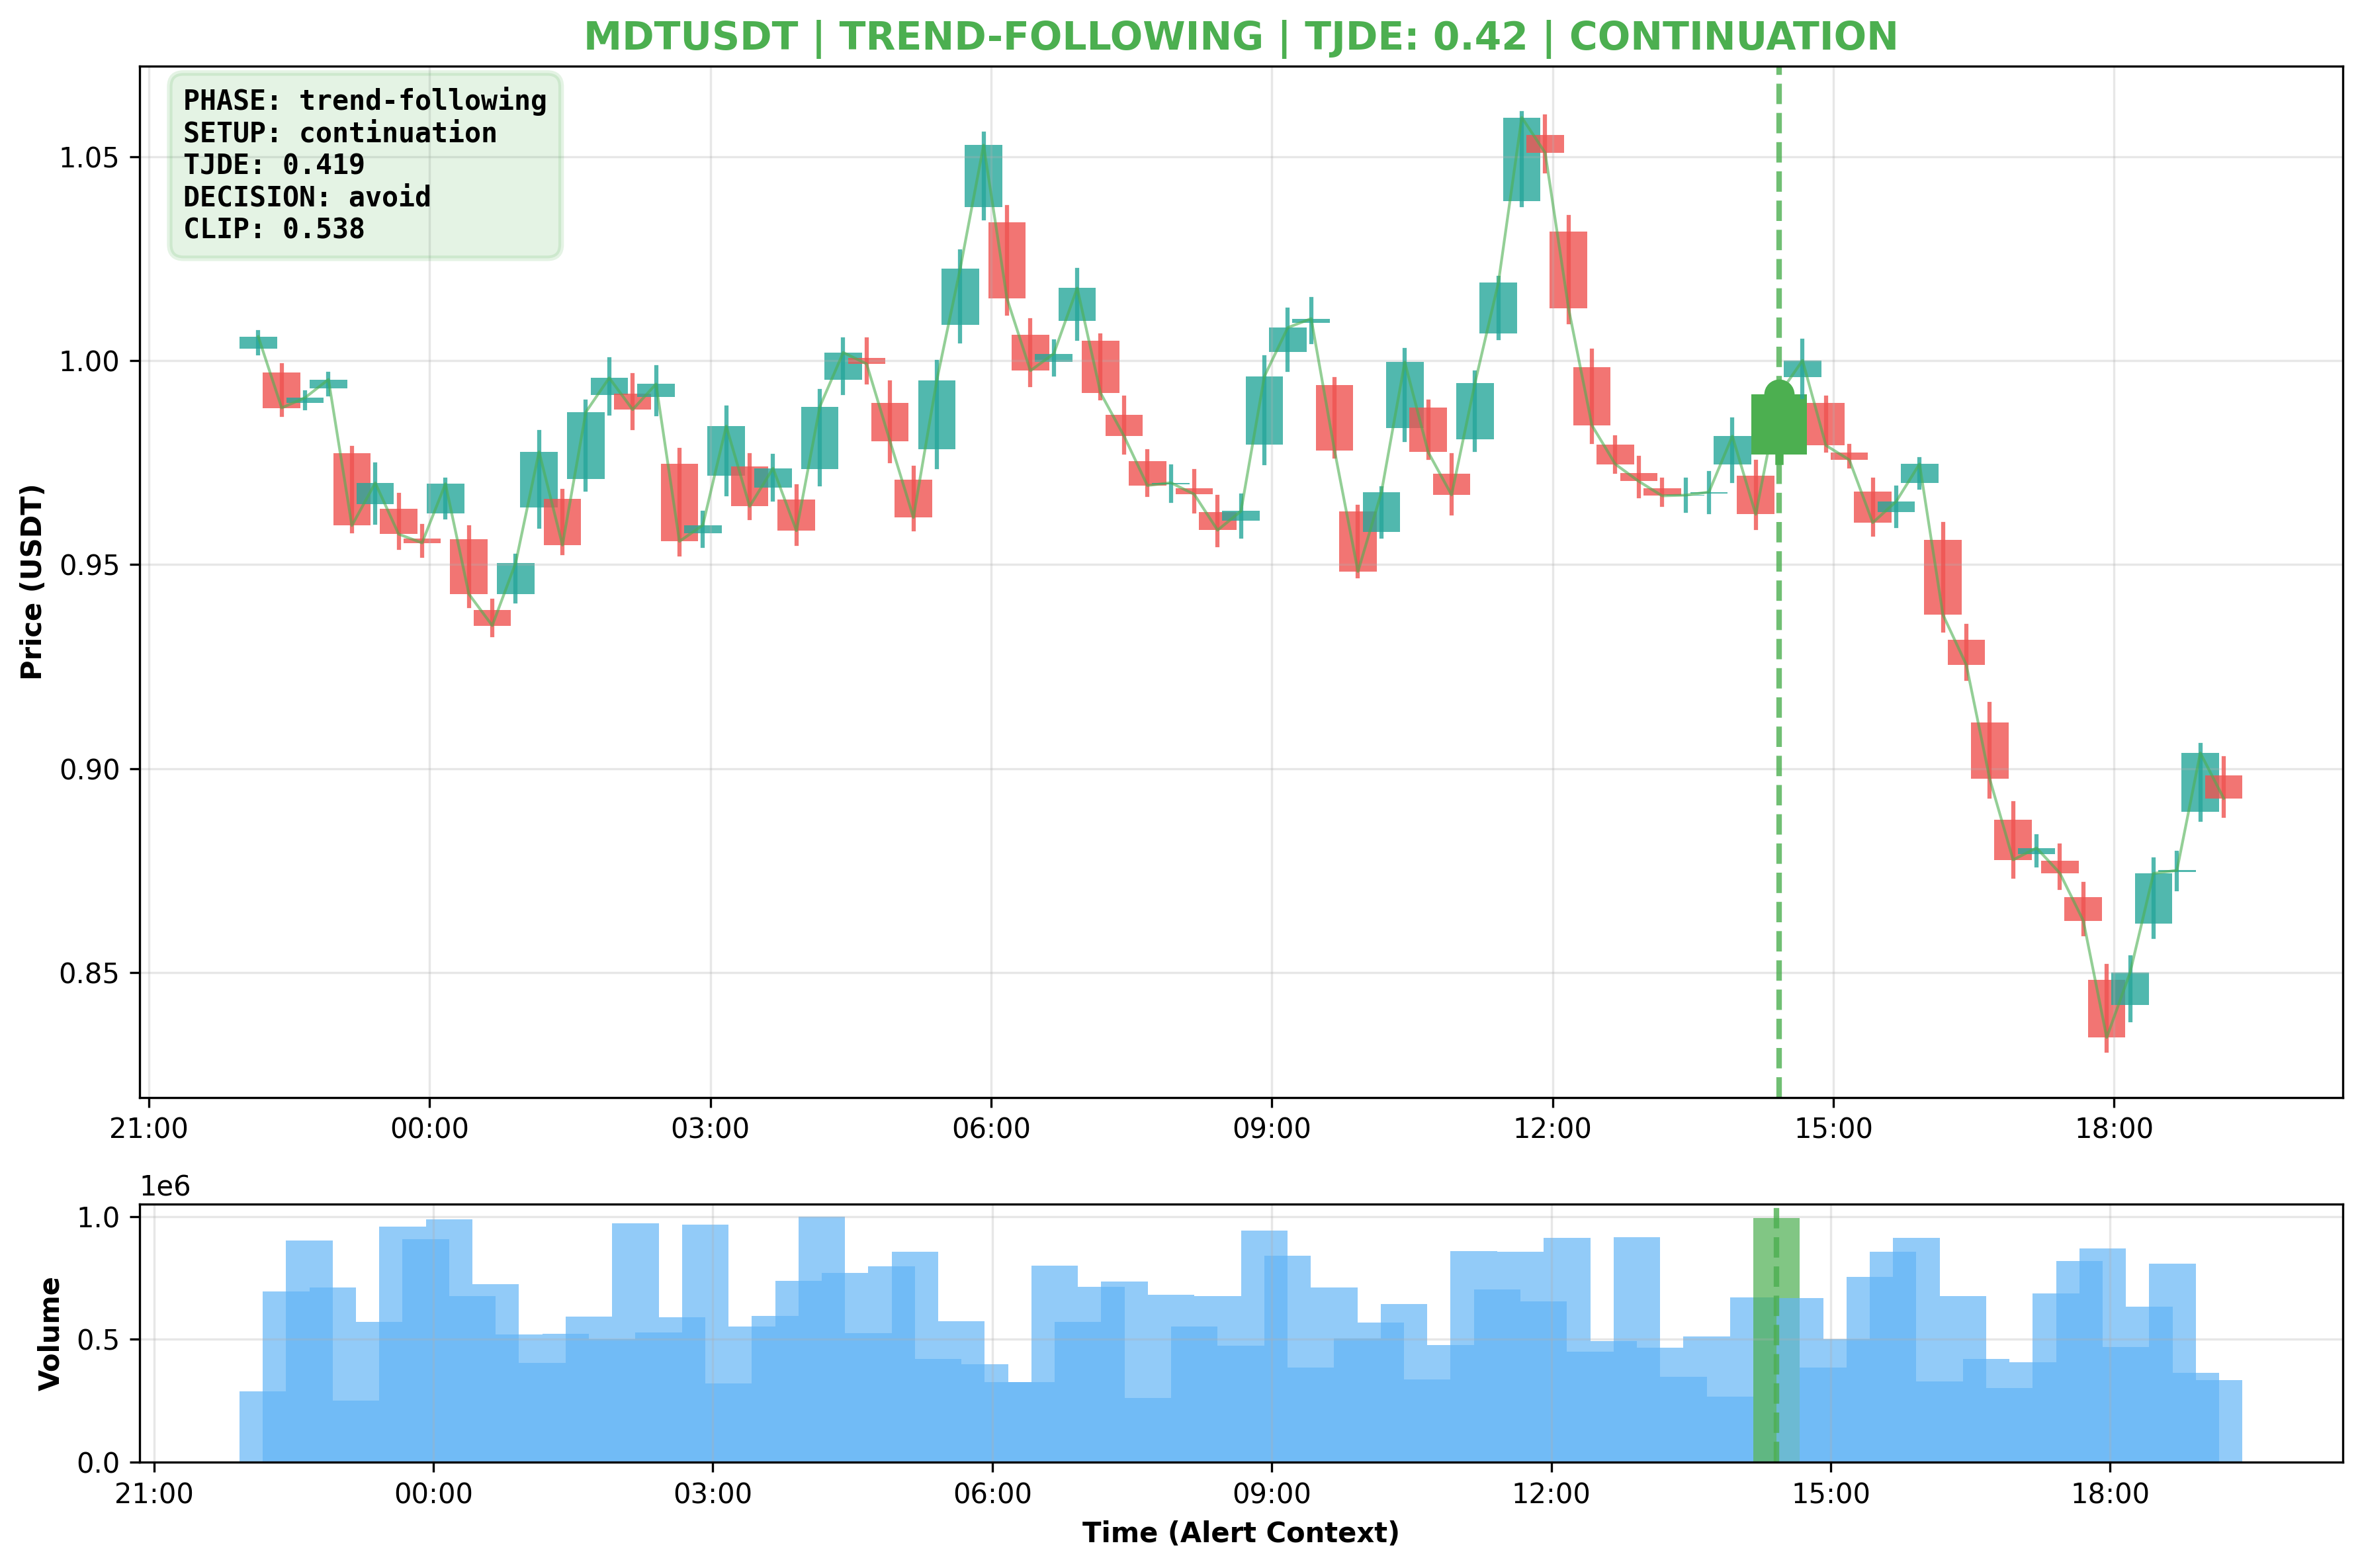 MDTUSDT | TREND-FOLLOWING | TJDE: 0.42 | CONTINUATION
PHASE: trend-following
SETUP: continuation
TJDE: 0.419
DECISION: avoid
CLIP: 0.538
Price (USDT)
1.05
1.00
0.95
0.90
0.85
21:00 00:00 03:00 06:00 09:00 12:00 15:00 18:00
1e6
Volume
1.0
0.5
0.0
21:00 00:00 03:00 06:00 09:00 12:00 15:00 18:00
Time (Alert Context)